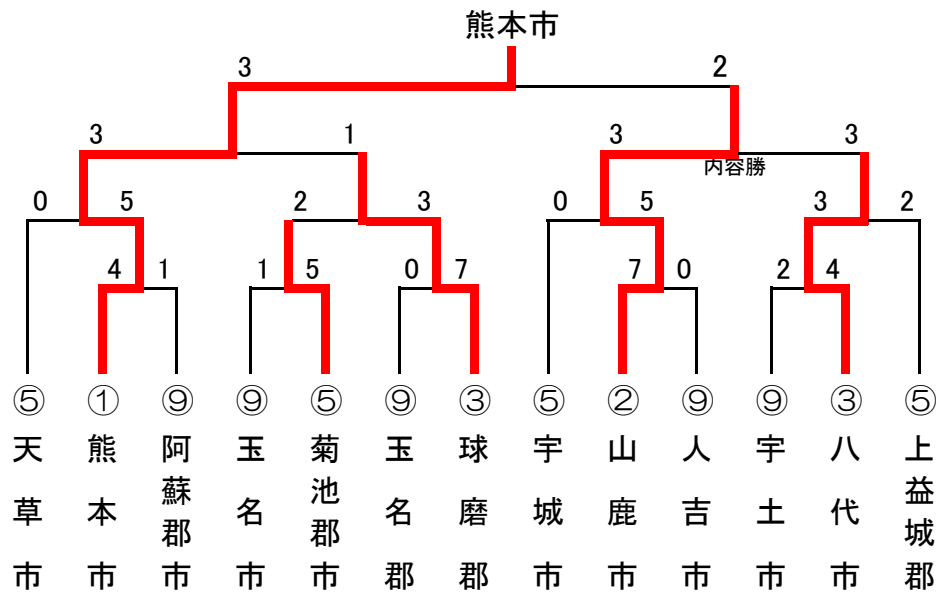 熊本市
3 2
3 1 3 3
内容勝
0 5 2 3 0 5 3 2
4 1 1 5 0 7 7 0 2 4
⑤ ① ⑨ ⑨ ⑤ ⑨ ③ ⑤ ② ⑨ ⑨ ③ ⑤
天草市
熊本市
阿蘇郡市
玉名市
菊池郡市
玉名郡
球磨郡
宇城市
山鹿市
人吉市
宇土市
八代市
上益城郡